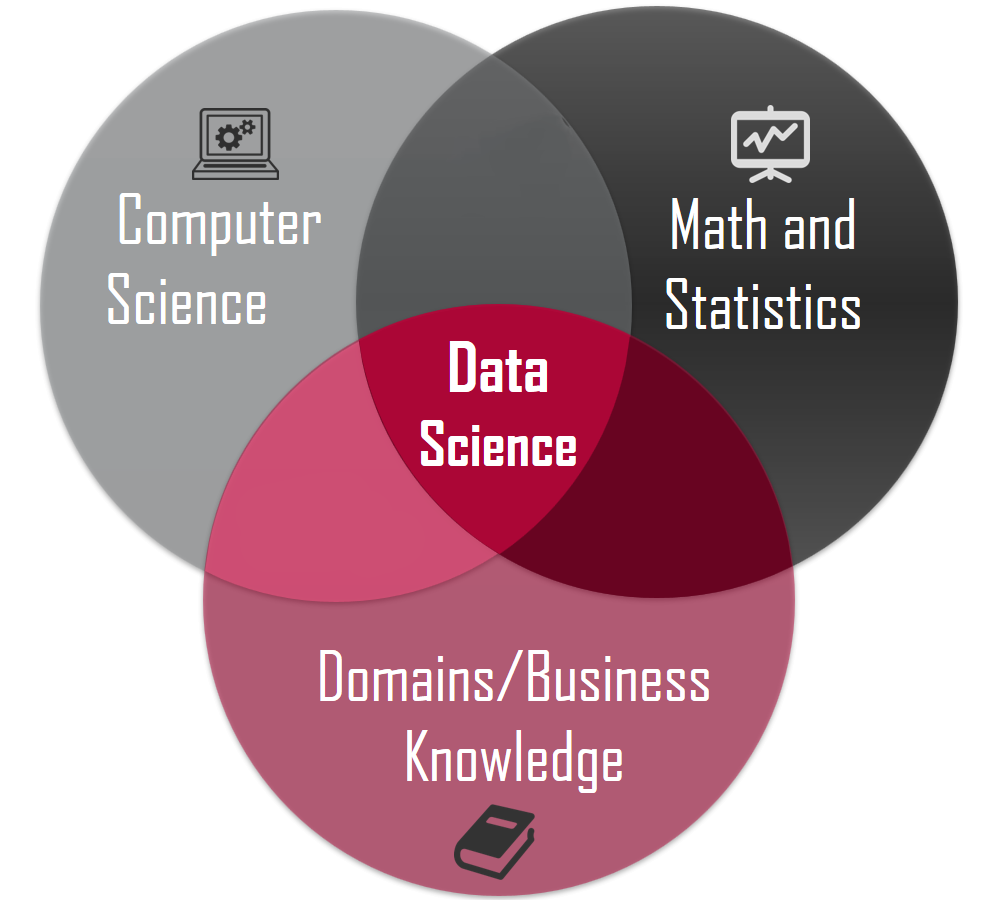 Computer
Science
Math and
Statistics
Data
Science
Domains/Business
Knowledge